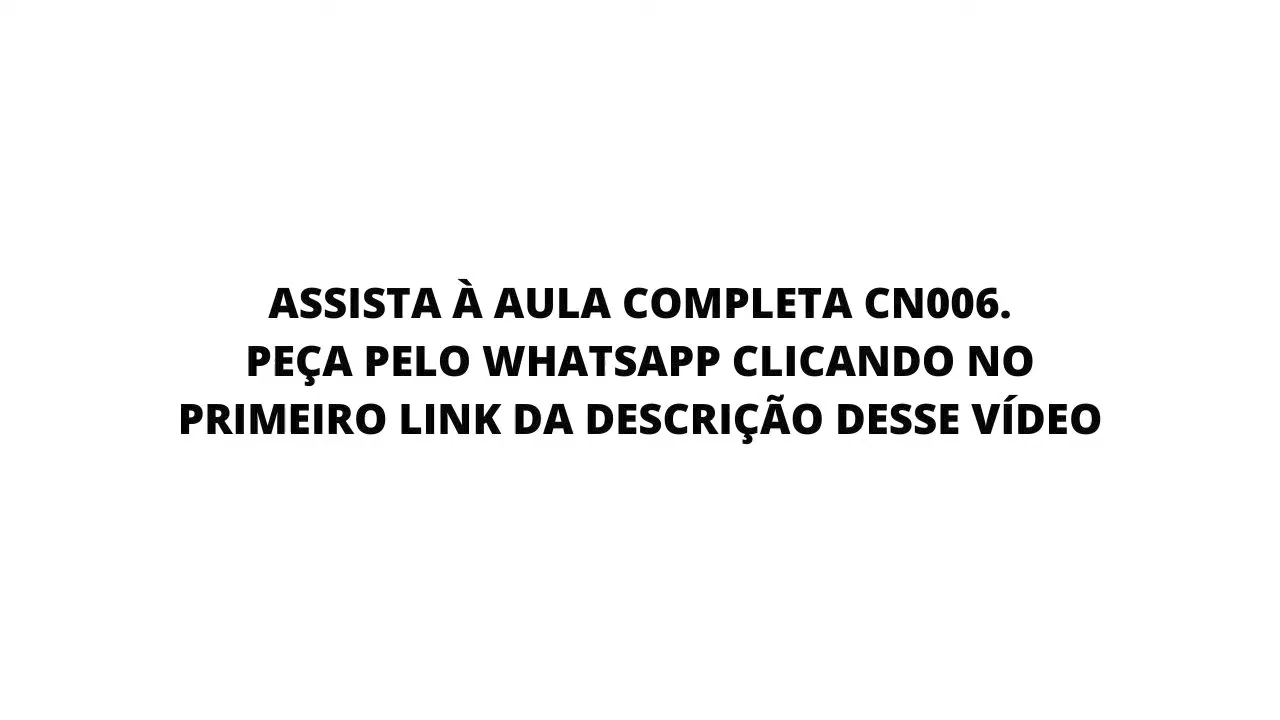 ASSISTA À AULA COMPLETA CN006.
PEÇA PELO WHATSAPP CLICANDO NO
PRIMEIRO LINK DA DESCRIÇÃO DESSE VÍDEO